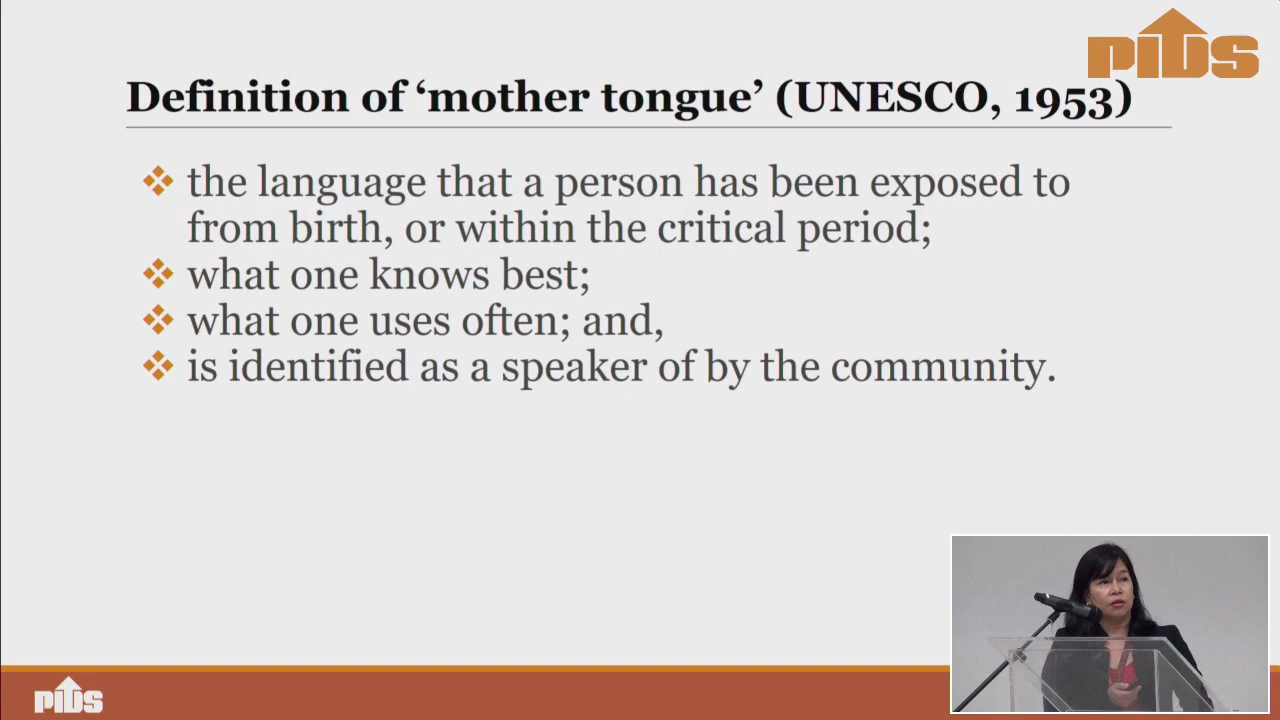 PIDS
Definition of ‘mother tongue’ (UNESCO, 1953)
the language that a person has been exposed to
from birth, or within the critical period;
what one knows best;
what one uses often; and,
is identified as a speaker of by the community.
PIDS